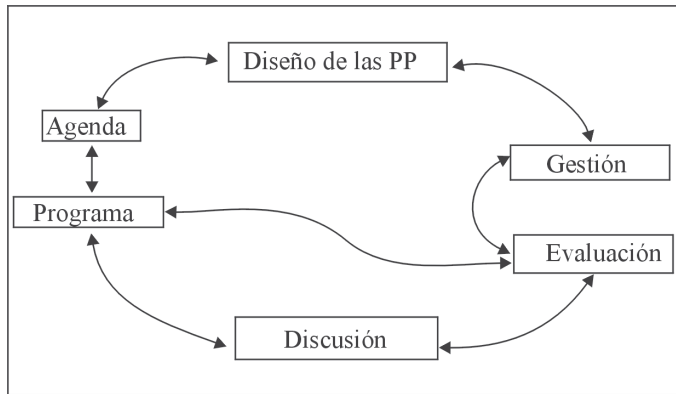 Diseño de las PP
Agenda
Gestión
Programa
Evaluación
Discusión